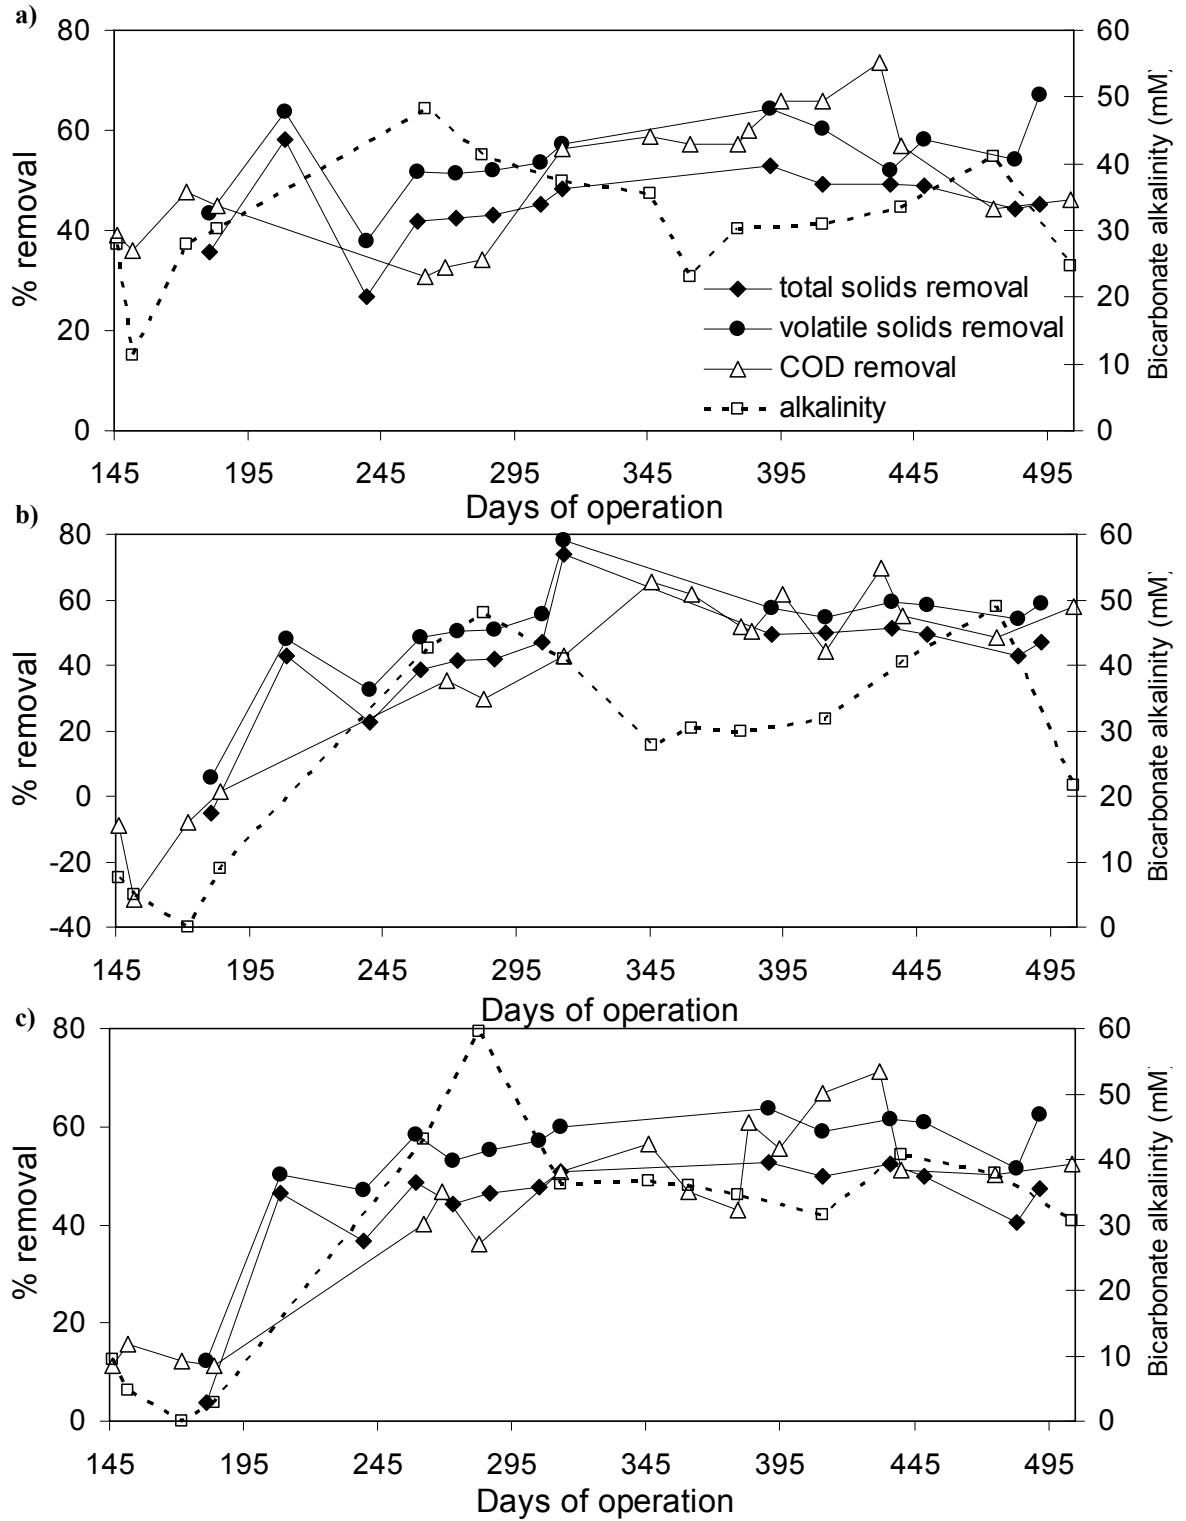 a)
80
60
40
20
0
% removal
60
50
40
30
20
10
0
Bicarbonate alkalinity (mM)
total solids removal
volatile solids removal
COD removal
alkalinity
145 195 245 295 345 395 445 495
Days of operation
b)
80
60
40
20
0
-20
-40
% removal
60
50
40
30
20
10
0
Bicarbonate alkalinity (mM)
145 195 245 295 345 395 445 495
Days of operation
c)
80
60
40
20
0
% removal
60
50
40
30
20
10
0
Bicarbonate alkalinity (mM)
145 195 245 295 345 395 445 495
Days of operation